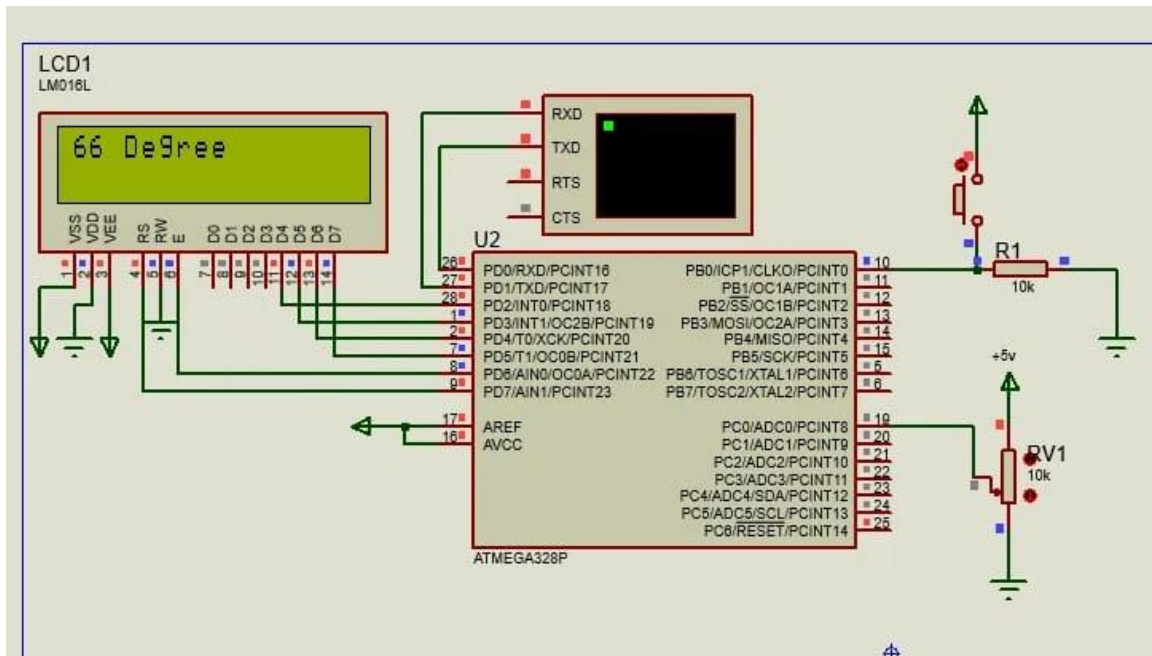 LCD1
LM016L
66 Degree
VSS
VDD
VEE
RS
RW
E
D0
D1
D2
D3
D4
D5
D6
D7
1
2
3
4
5
6
7
8
9
10
11
12
13
14
RXD
TXD
RTS
CTS
U2
26 PD0/RXD/PCINT16
27 PD1/TXD/PCINT17
28 PD2/INT0/PCINT18
1 PD3/INT1/OC2B/PCINT19
2 PD4/T0/XCK/PCINT20
7 PD5/T1/OC0B/PCINT21
8 PD6/AIN0/OC0A/PCINT22
9 PD7/AIN1/PCINT23
17 AREF
16 AVCC
PB0/ICP1/CLKO/PCINT0 10
PB1/OC1A/PCINT1 11
PB2/SS/OC1B/PCINT2 12
PB3/MOSI/OC2A/PCINT3 13
PB4/MISO/PCINT4 14
PB5/SCK/PCINT5 15
PB6/TOSC1/XTAL1/PCINT6 5
PB7/TOSC2/XTAL2/PCINT7 6
PC0/ADC0/PCINT8 19
PC1/ADC1/PCINT9 20
PC2/ADC2/PCINT10 21
PC3/ADC3/PCINT11 22
PC4/ADC4/SDA/PCINT12 23
PC5/ADC5/SCL/PCINT13 24
PC6/RESET/PCINT14 25
ATMEGA328P
R1
10k
+5v
RV1
10k